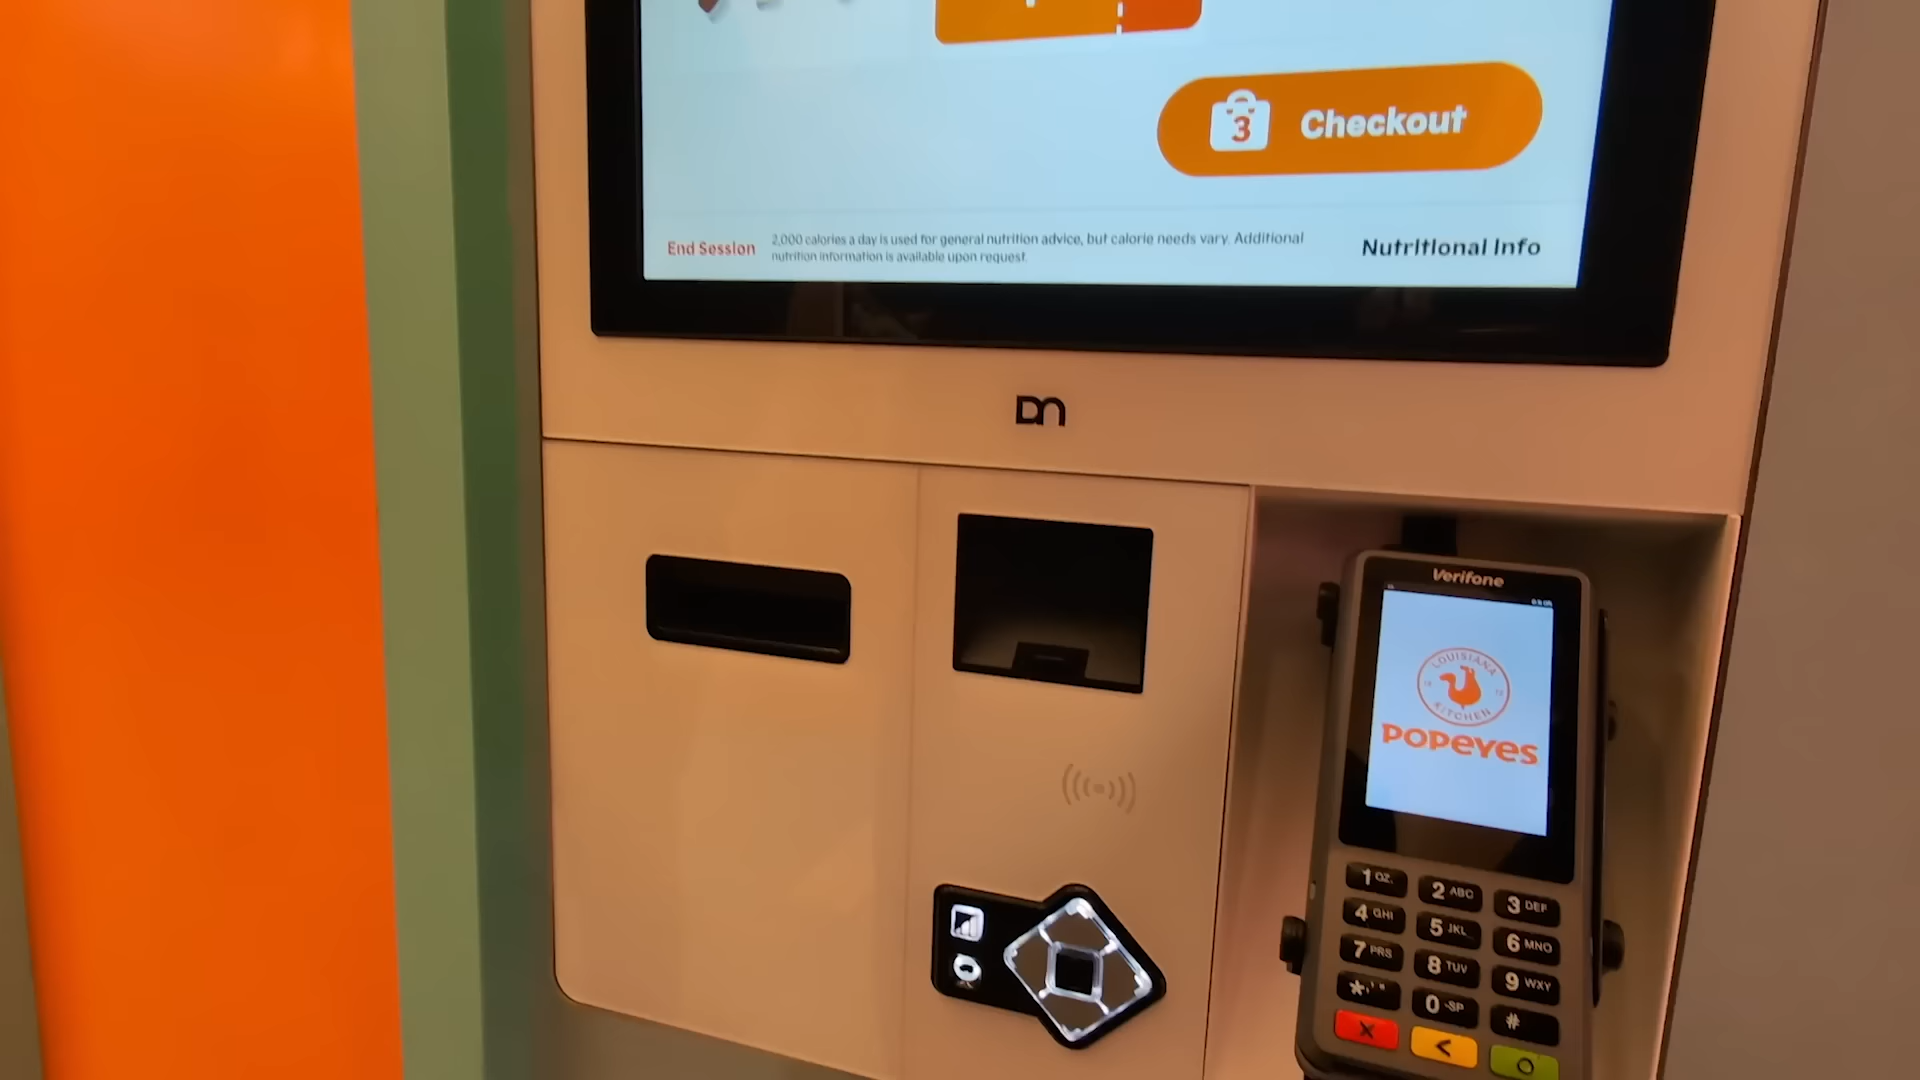 3 Checkout
End Session
2,000 calories a day is used for general nutrition advice, but calorie needs vary. Additional
nutrition information is available upon request.
Nutritional Info
DN
Verifone
LOUISIANA
KITCHEN
POPEYES
1 QZ.
2 ABC
3 DEF
4 GHI
5 JKL
6 MNO
7 PRS
8 TUV
9 WXY
*,'"
0 -SP
#
X
<
O